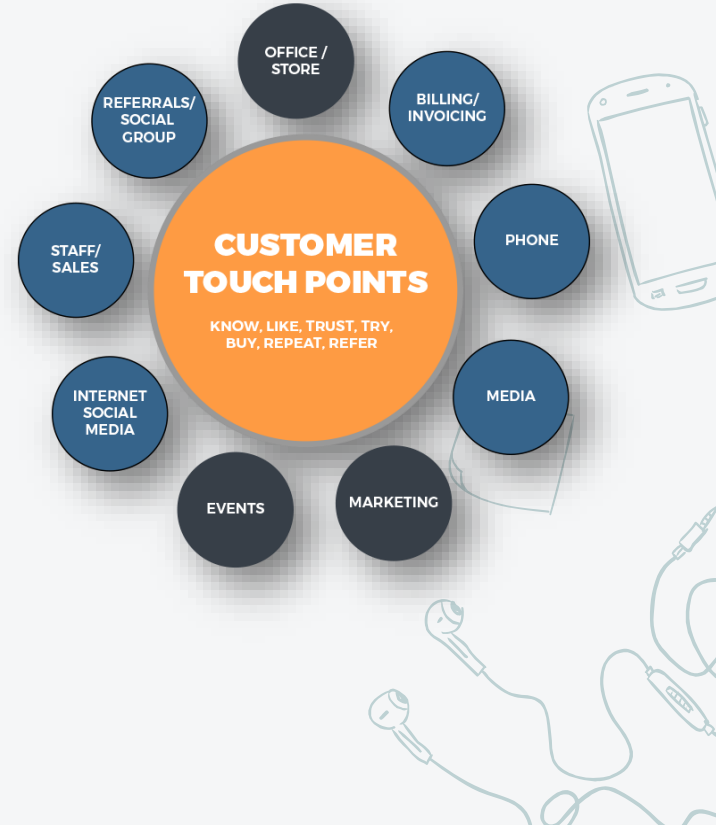 OFFICE /
STORE
BILLING/
INVOICING
PHONE
MEDIA
MARKETING
EVENTS
INTERNET
SOCIAL
MEDIA
STAFF/
SALES
REFERRALS/
SOCIAL
GROUP
CUSTOMER
TOUCH POINTS
KNOW, LIKE, TRUST, TRY,
BUY, REPEAT, REFER